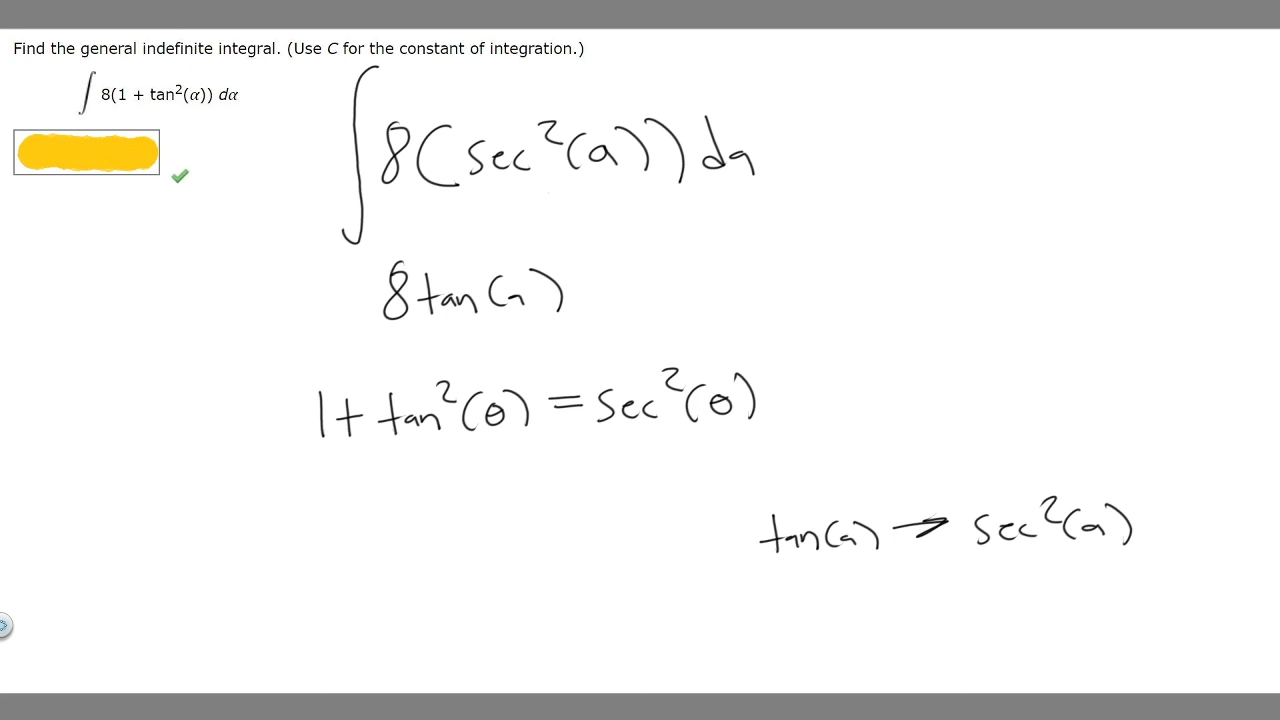 Find the general indefinite integral. (Use C for the constant of integration.)
∫ 8(1 + tan²(α)) dα
∫ 8(sec²(a)) da
8tan(a)
1+ tan²(θ) = sec²(θ)
tan(a) → sec²(a)